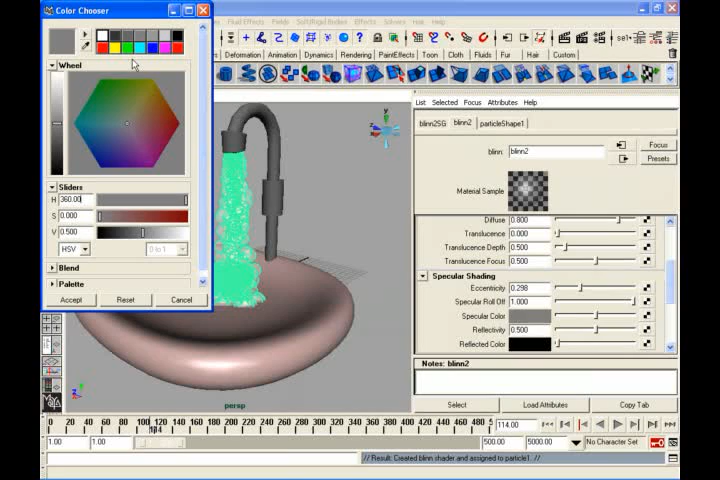 Color Chooser
Fluid Effects Fields Soft/Rigid Bodies Effects Solvers Hair Help
sel
Deformation Animation Dynamics Rendering PaintEffects Toon Muscle Fluids Fur Hair Custom
Wheel
Sliders
H 360.00
S 0.000
V 0.500
HSV 0 to 1
Blend
Palette
Accept Reset Cancel
persp
List Selected Focus Attributes Help
blinn2SG blinn2 particleShape1
blinn: blinn2
Focus
Presets
Material Sample
Diffuse 0.800
Translucence 0.000
Translucence Depth 0.500
Translucence Focus 0.500
Specular Shading
Eccentricity 0.298
Specular Roll Off 1.000
Specular Color
Reflectivity 0.500
Reflected Color
Notes: blinn2
Select Load Attributes Copy Tab
0 20 40 60 80 100 114 120 140 160 180 200 220 240 260 280 300 320 340 360 380 400 420 440 460 480 114.00
1.00 1.00 500.00 5000.00 No Character Set
// Result: Created blinn shader and assigned to particle1. //